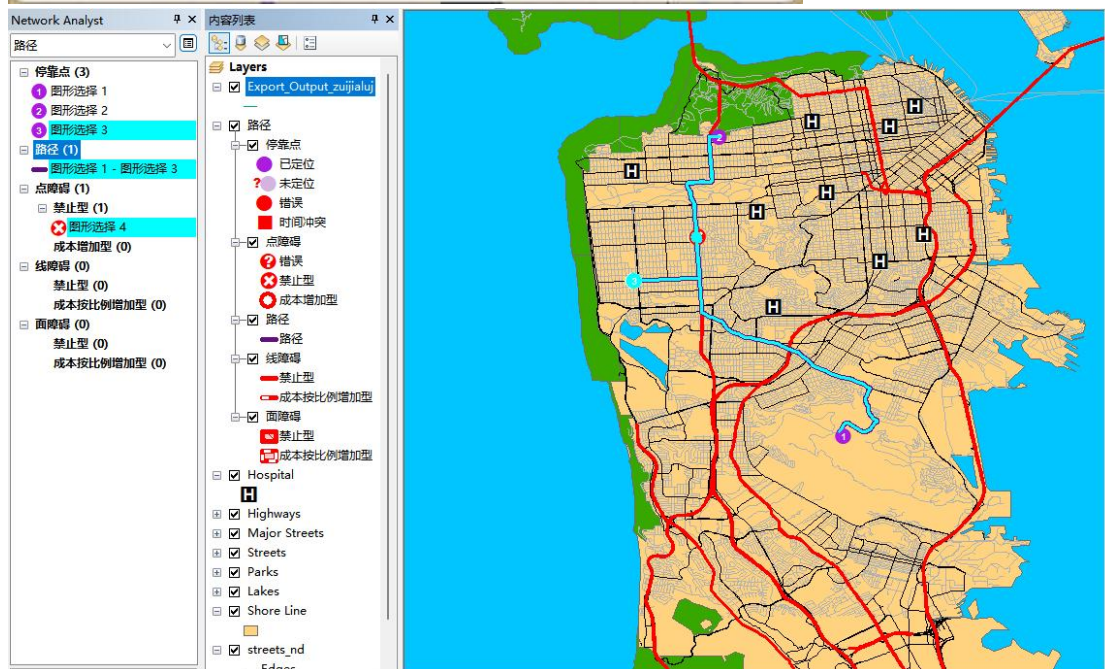 Network Analyst
路径
停靠点 (3)
1 图形选择 1
2 图形选择 2
3 图形选择 3
路径 (1)
图形选择 1 - 图形选择 3
点障碍 (1)
禁止型 (1)
图形选择 4
成本增加型 (0)
线障碍 (0)
禁止型 (0)
成本按比例增加型 (0)
面障碍 (0)
禁止型 (0)
成本按比例增加型 (0)
内容列表
Layers
Export_Output_zuijialuj
路径
停靠点
已定位
? 未定位
错误
时间冲突
点障碍
? 错误
禁止型
成本增加型
路径
路径
线障碍
禁止型
成本按比例增加型
面障碍
禁止型
成本按比例增加型
Hospital
H
Highways
Major Streets
Streets
Parks
Lakes
Shore Line
streets_nd
Edges
H
H
H
2
H
H
H
H
3
H
H
1